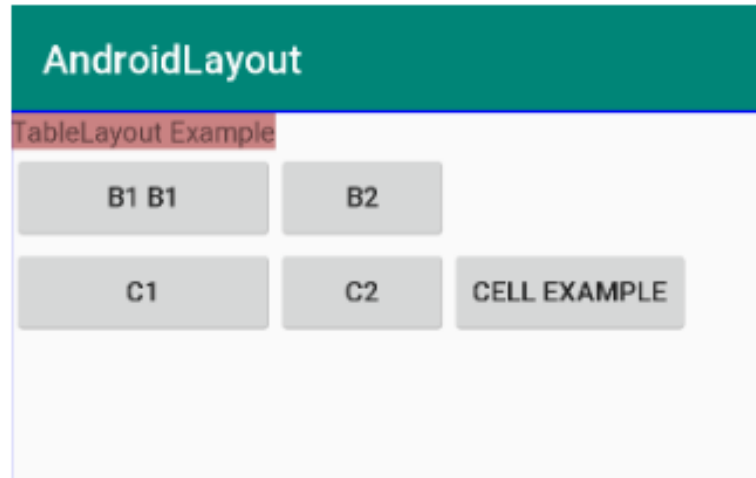 AndroidLayout
TableLayout Example
B1 B1 B2
C1 C2 CELL EXAMPLE